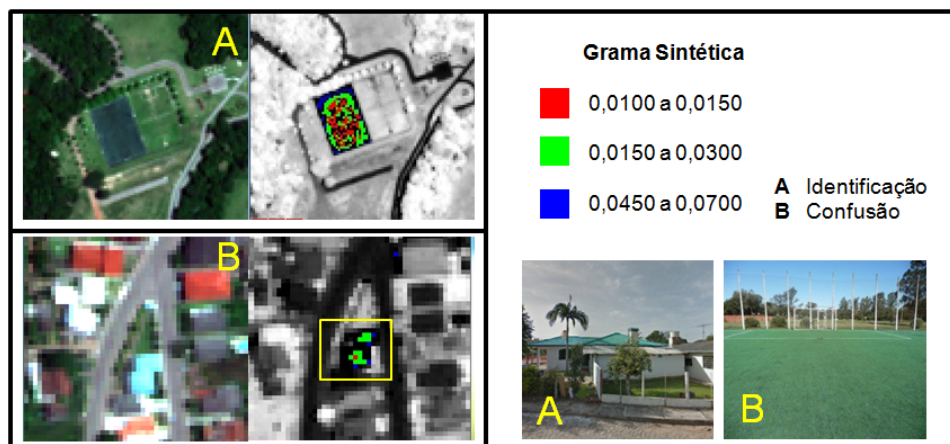 A
B
Grama Sintética
0,0100 a 0,0150
0,0150 a 0,0300
0,0450 a 0,0700
A Identificação
B Confusão
A
B